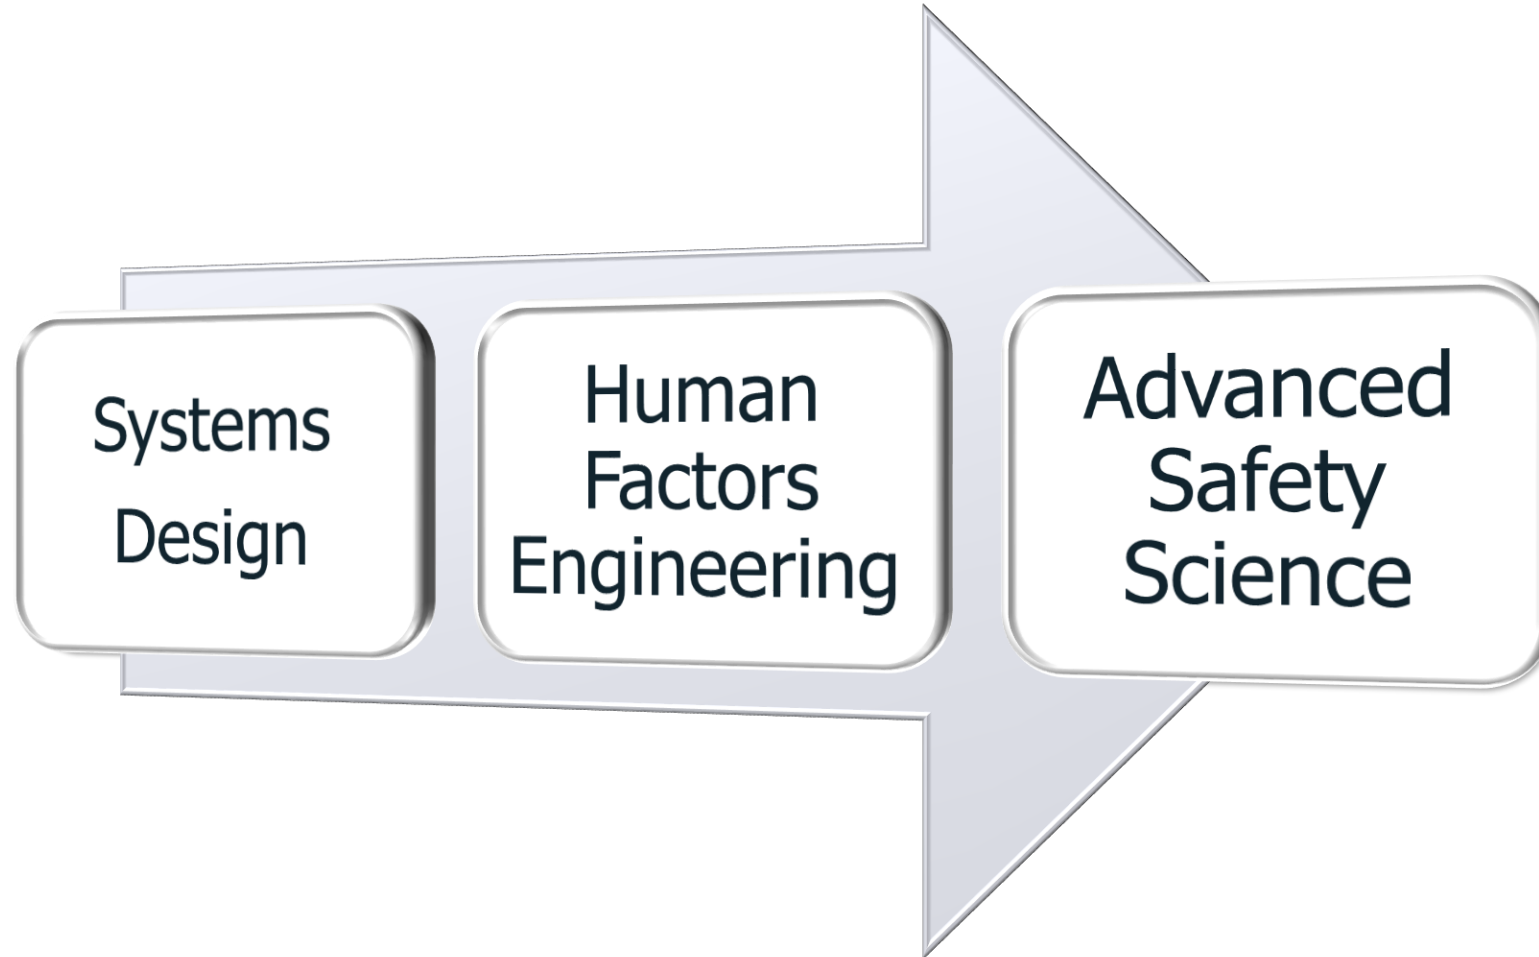 Systems
Design
Human
Factors
Engineering
Advanced
Safety
Science